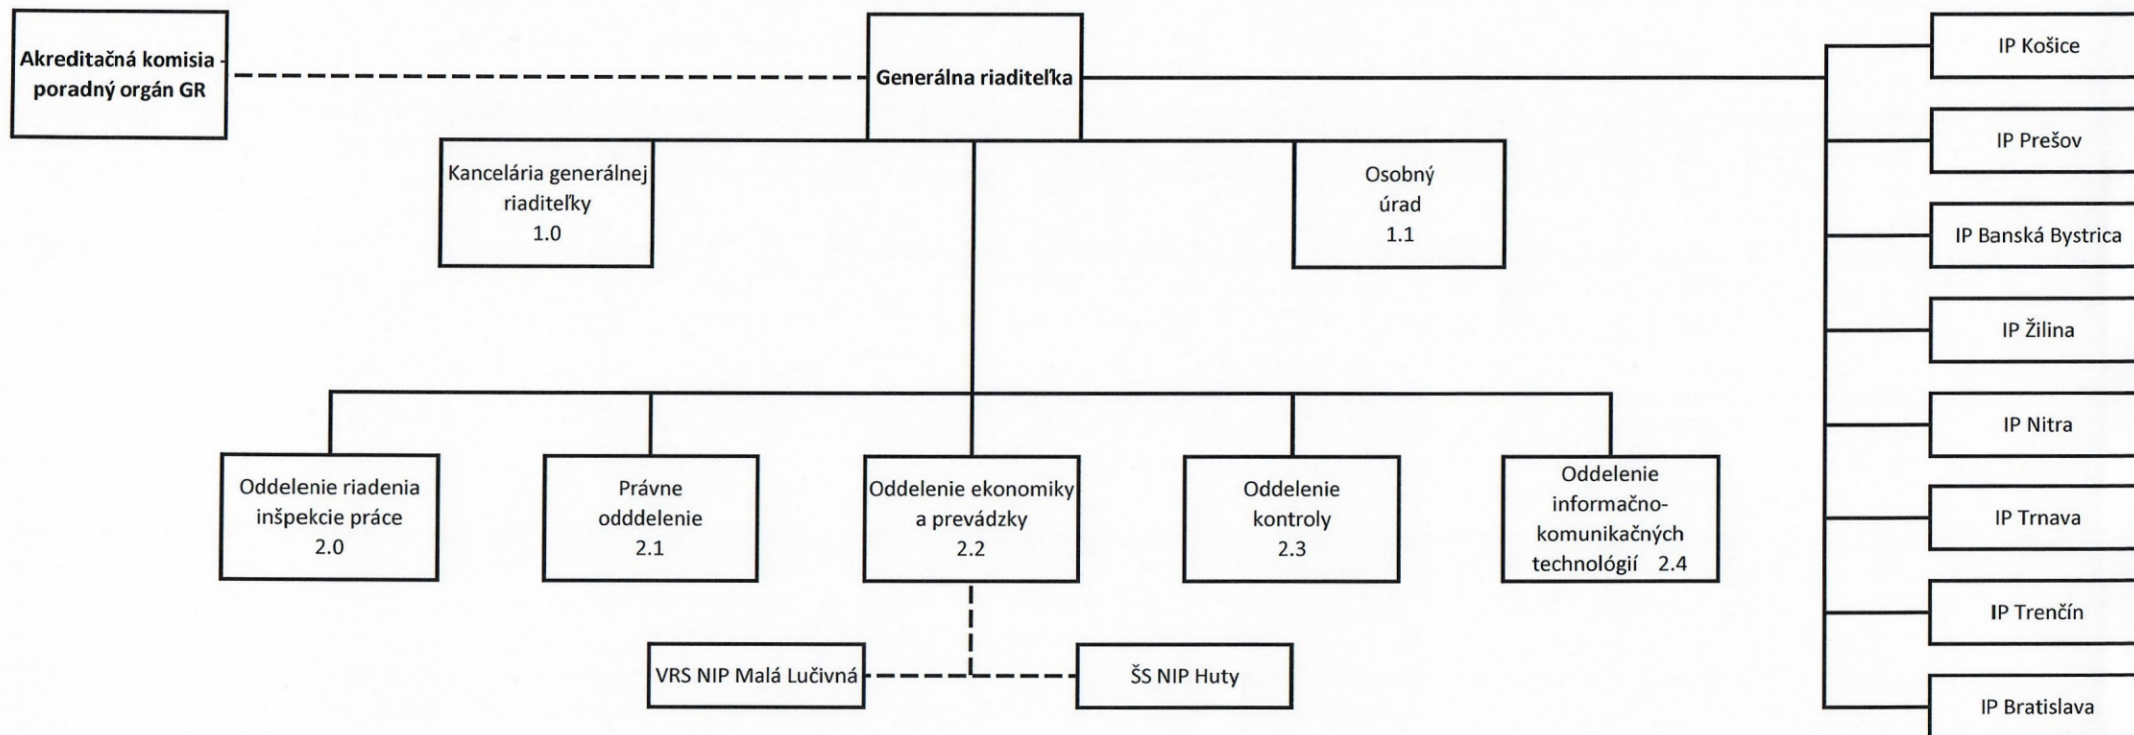 Akreditačná komisia -
poradný orgán GR
Generálna riaditeľka
Kancelária generálnej
riaditeľky
1.0
Osobný
úrad
1.1
Oddelenie riadenia
inšpekcie práce
2.0
Právne
odddelenie
2.1
Oddelenie ekonomiky
a prevádzky
2.2
Oddelenie
kontroly
2.3
Oddelenie
informačno-
komunikačných
technológií 2.4
VRS NIP Malá Lučivná
ŠS NIP Huty
IP Košice
IP Prešov
IP Banská Bystrica
IP Žilina
IP Nitra
IP Trnava
IP Trenčín
IP Bratislava